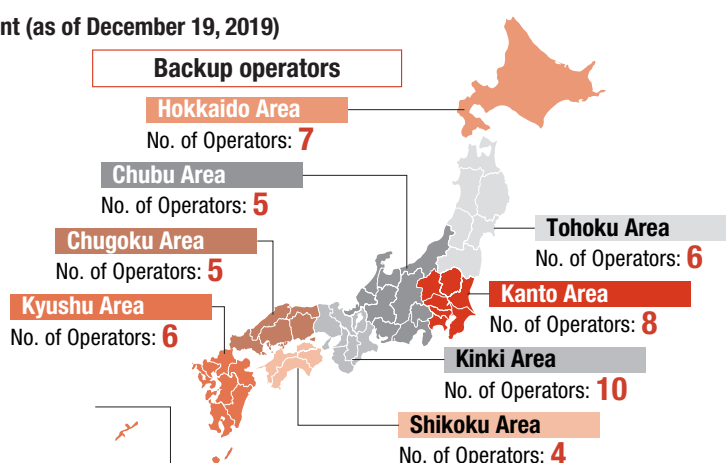 nt (as of December 19, 2019)
Backup operators
Hokkaido Area
No. of Operators: 7
Chubu Area
No. of Operators: 5
Chugoku Area
No. of Operators: 5
Kyushu Area
No. of Operators: 6
Tohoku Area
No. of Operators: 6
Kanto Area
No. of Operators: 8
Kinki Area
No. of Operators: 10
Shikoku Area
No. of Operators: 4